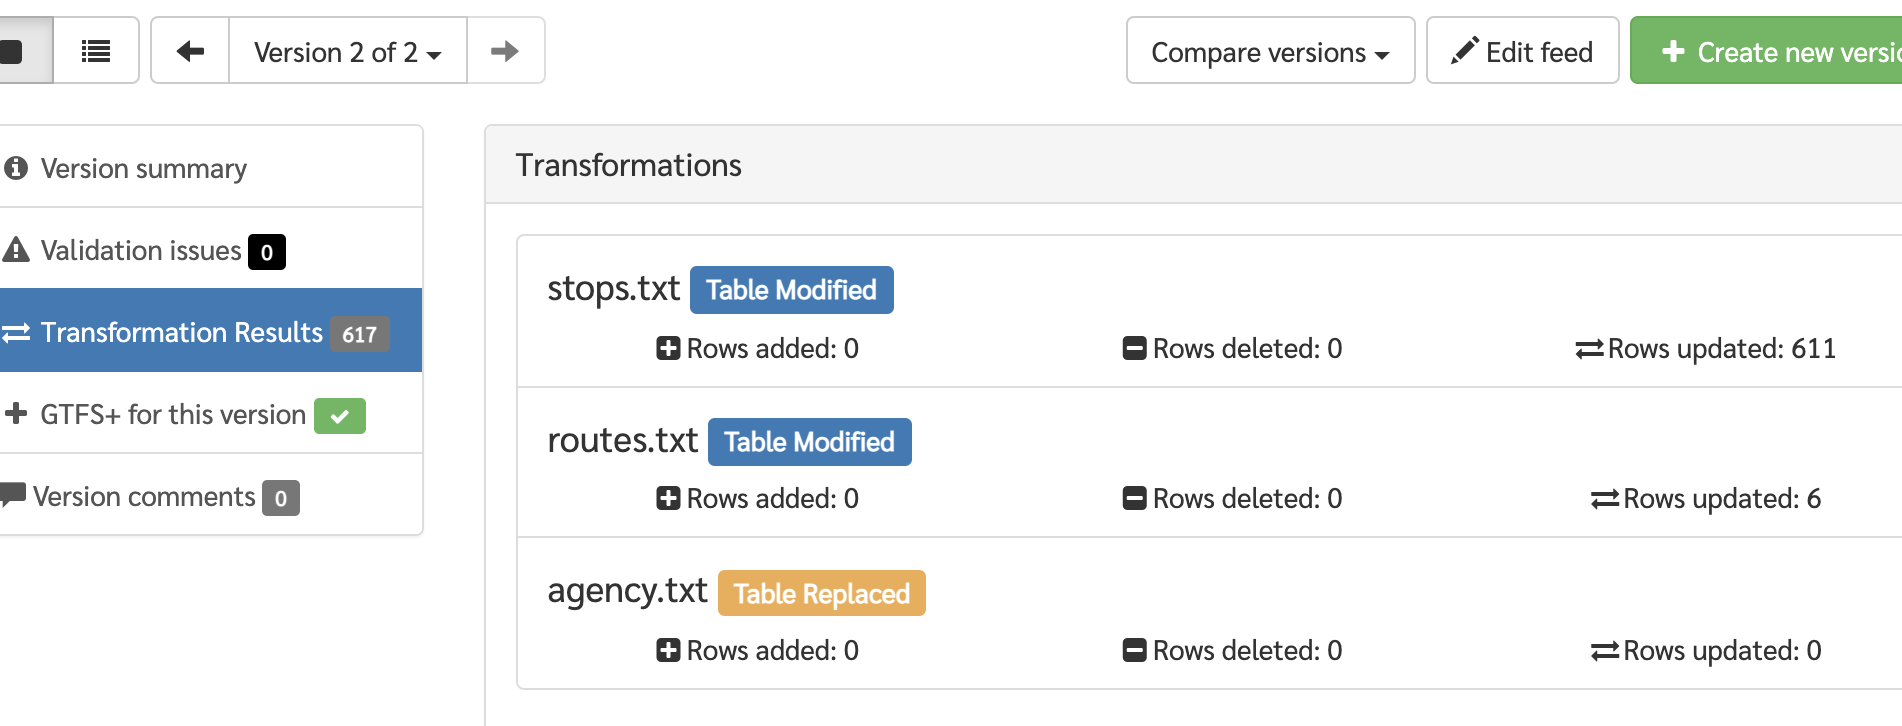 Version 2 of 2
Compare versions
Edit feed
Create new
Version summary
Validation issues 0
Transformation Results 617
GTFS+ for this version
Version comments 0
Transformations
stops.txt Table Modified
Rows added: 0 Rows deleted: 0 Rows updated: 611
routes.txt Table Modified
Rows added: 0 Rows deleted: 0 Rows updated: 6
agency.txt Table Replaced
Rows added: 0 Rows deleted: 0 Rows updated: 0